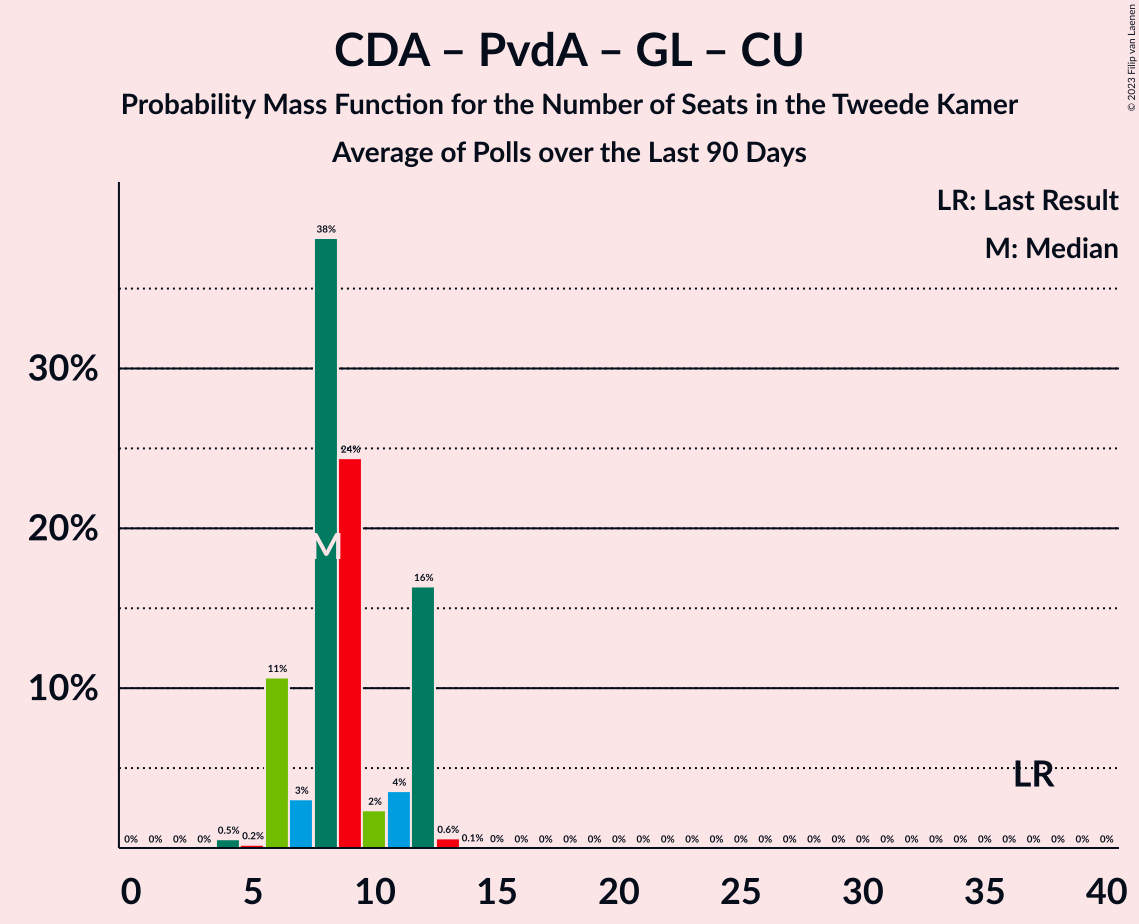 CDA – PvdA – GL – CU
Probability Mass Function for the Number of Seats in the Tweede Kamer
Average of Polls over the Last 90 Days
© 2023 Filip van Laenen
LR: Last Result
M: Median
30%
20%
10%
0% 0% 0% 0% 0.5% 0.2% 11% 3% 38% 24% 2% 4% 16% 0.6% 0.1% 0% 0% 0% 0% 0% 0% 0% 0% 0% 0% 0% 0% 0% 0% 0% 0% 0% 0% 0% 0% 0% 0% 0% 0% 0% 0%
M
LR
0 5 10 15 20 25 30 35 40